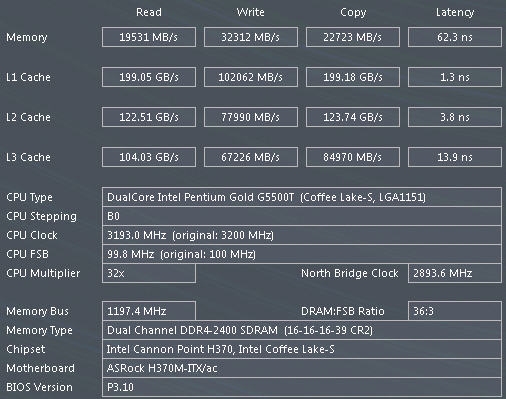 Read Write Copy Latency
Memory 19531 MB/s 32312 MB/s 22723 MB/s 62.3 ns
L1 Cache 199.05 GB/s 102062 MB/s 199.18 GB/s 1.3 ns
L2 Cache 122.51 GB/s 77990 MB/s 123.74 GB/s 3.8 ns
L3 Cache 104.03 GB/s 67226 MB/s 84970 MB/s 13.9 ns
CPU Type DualCore Intel Pentium Gold G5500T (Coffee Lake-S, LGA1151)
CPU Stepping B0
CPU Clock 3193.0 MHz (original: 3200 MHz)
CPU FSB 99.8 MHz (original: 100 MHz)
CPU Multiplier 32x North Bridge Clock 2893.6 MHz
Memory Bus 1197.4 MHz DRAM:FSB Ratio 36:3
Memory Type Dual Channel DDR4-2400 SDRAM (16-16-16-39 CR2)
Chipset Intel Cannon Point H370, Intel Coffee Lake-S
Motherboard ASRock H370M-ITX/ac
BIOS Version P3.10